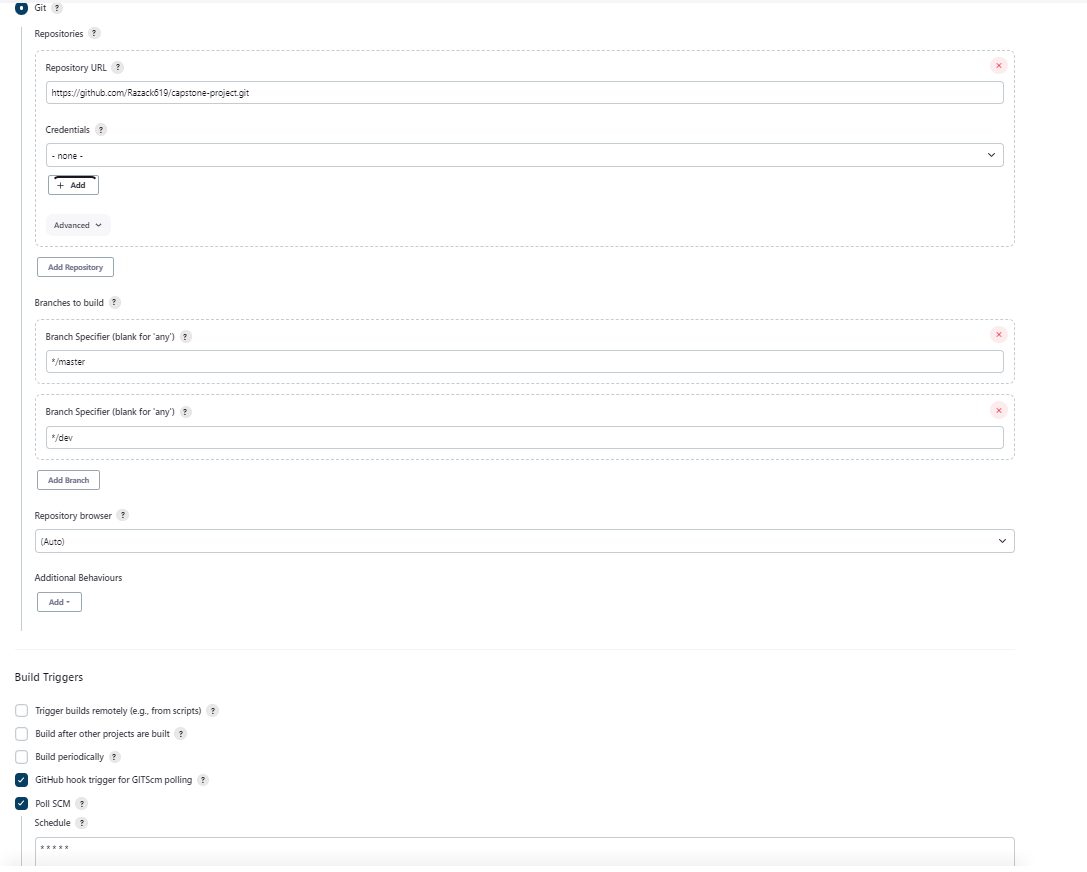 Git ?
Repositories ?
Repository URL ?
https://github.com/Razack619/capstone-project.git
Credentials ?
- none -
+ Add
Advanced
Add Repository
Branches to build ?
Branch Specifier (blank for 'any') ?
*/master
Branch Specifier (blank for 'any') ?
*/dev
Add Branch
Repository browser ?
(Auto)
Additional Behaviours
Add
Build Triggers
Trigger builds remotely (e.g., from scripts) ?
Build after other projects are built ?
Build periodically ?
GitHub hook trigger for GITScm polling ?
Poll SCM ?
Schedule ?
* * * * *